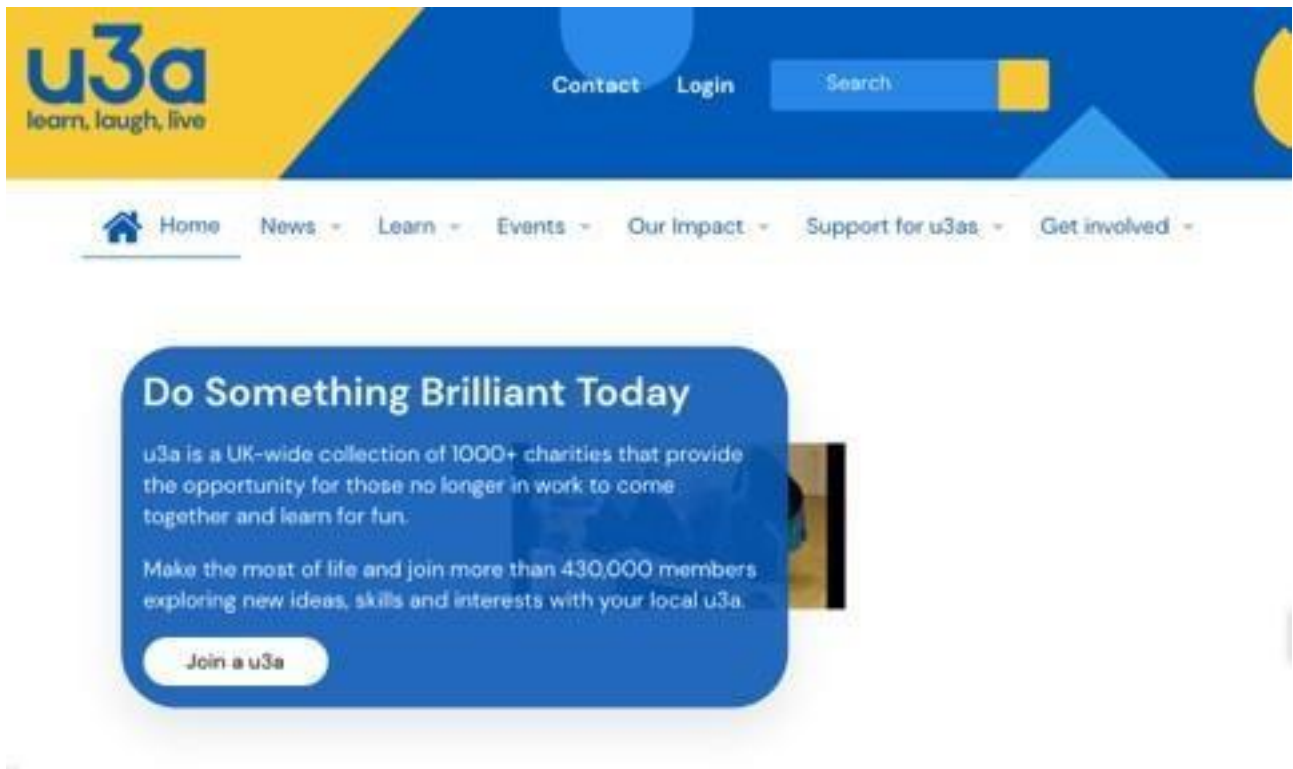 u3a
learn, laugh, live
Contact Login Search
Home News Learn Events Our Impact Support for u3as Get involved
Do Something Brilliant Today
u3a is a UK-wide collection of 1000+ charities that provide
the opportunity for those no longer in work to come
together and learn for fun.
Make the most of life and join more than 430,000 members
exploring new ideas, skills and interests with your local u3a.
Join a u3a